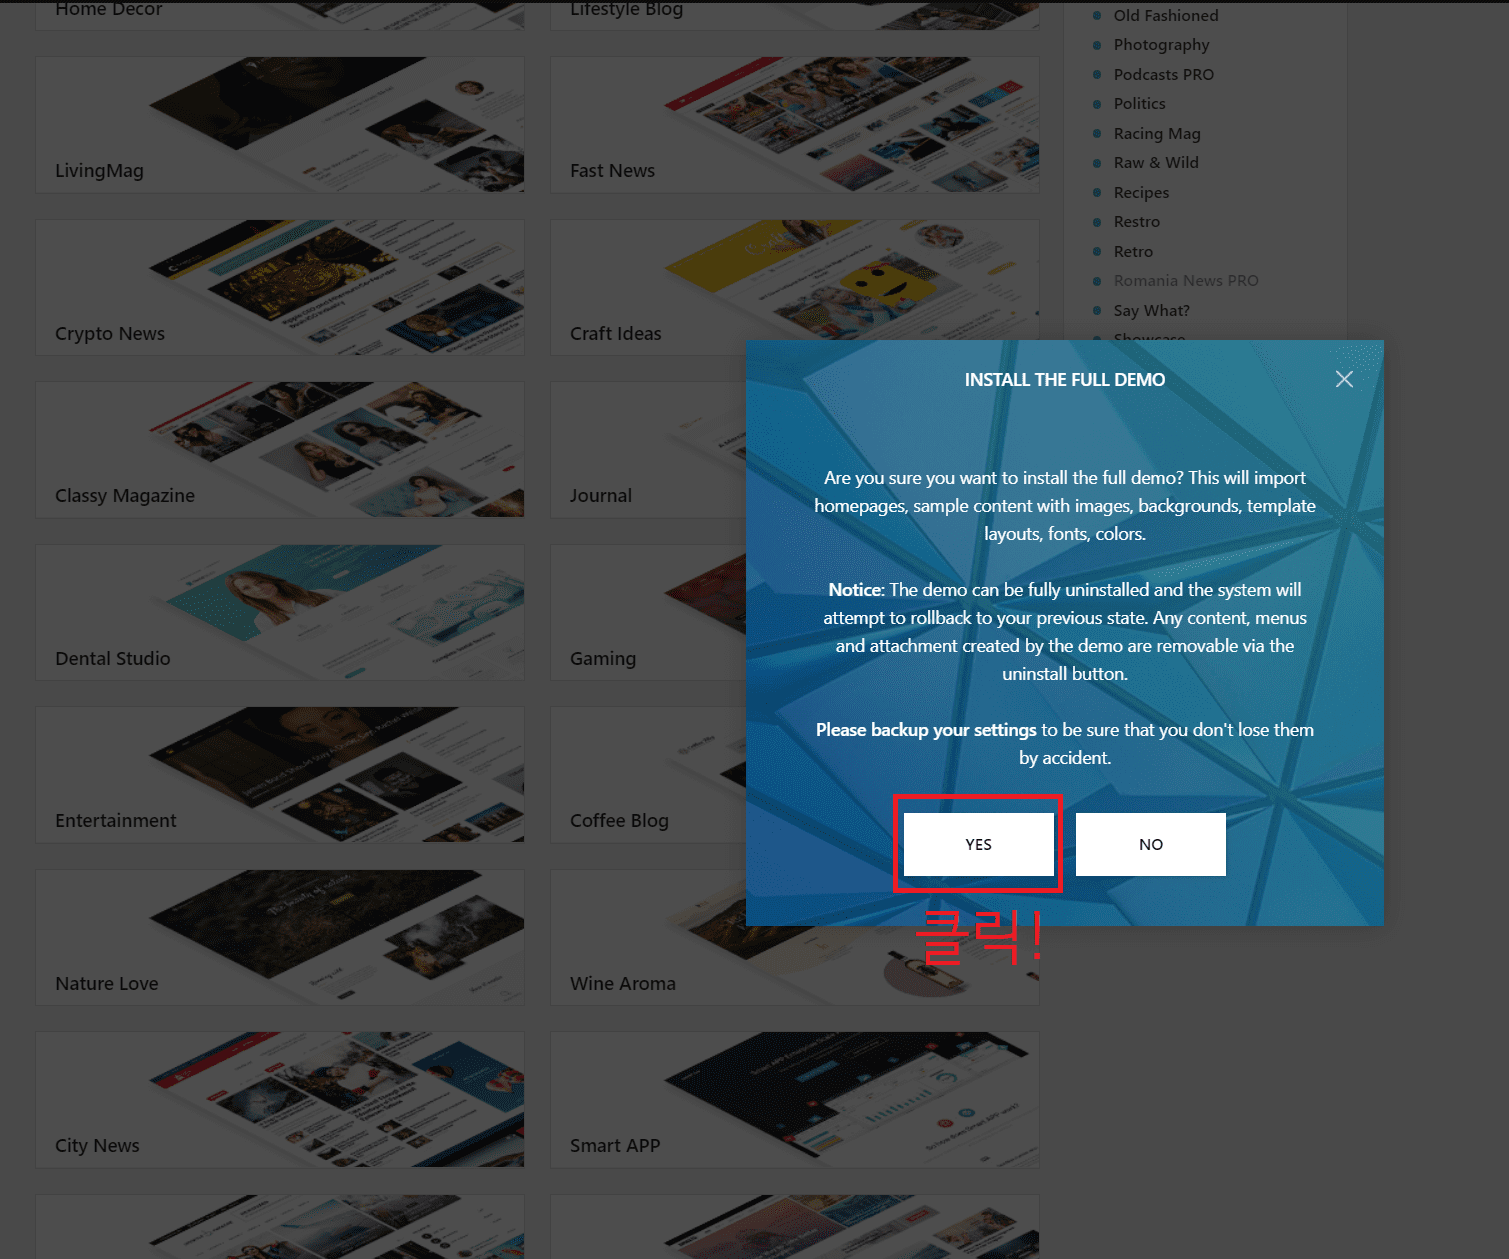 Home Decor
Lifestyle Blog
Old Fashioned
Photography
Podcasts PRO
Politics
Racing Mag
Raw & Wild
Recipes
Restro
Retro
Romania News PRO
Say What?
Showcase
LivingMag
Fast News
Crypto News
Craft Ideas
Classy Magazine
Journal
Dental Studio
Gaming
Entertainment
Coffee Blog
Nature Love
Wine Aroma
City News
Smart APP
INSTALL THE FULL DEMO
Are you sure you want to install the full demo? This will import
homepages, sample content with images, backgrounds, template
layouts, fonts, colors.
Notice: The demo can be fully uninstalled and the system will
attempt to rollback to your previous state. Any content, menus
and attachment created by the demo are removable via the
uninstall button.
Please backup your settings to be sure that you don't lose them
by accident.
YES
NO
클릭!